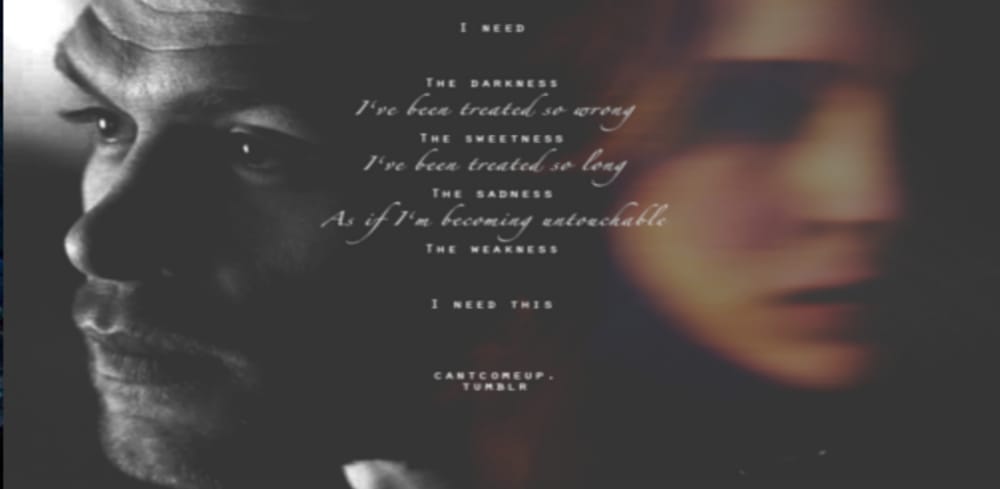 I NEED
THE DARKNESS
I've been treated so wrong
THE SWEETNESS
I've been treated so long
THE SADNESS
As if I'm becoming untouchable
THE WEAKNESS
I NEED THIS
CANTCOMEUP.
TUMBLR